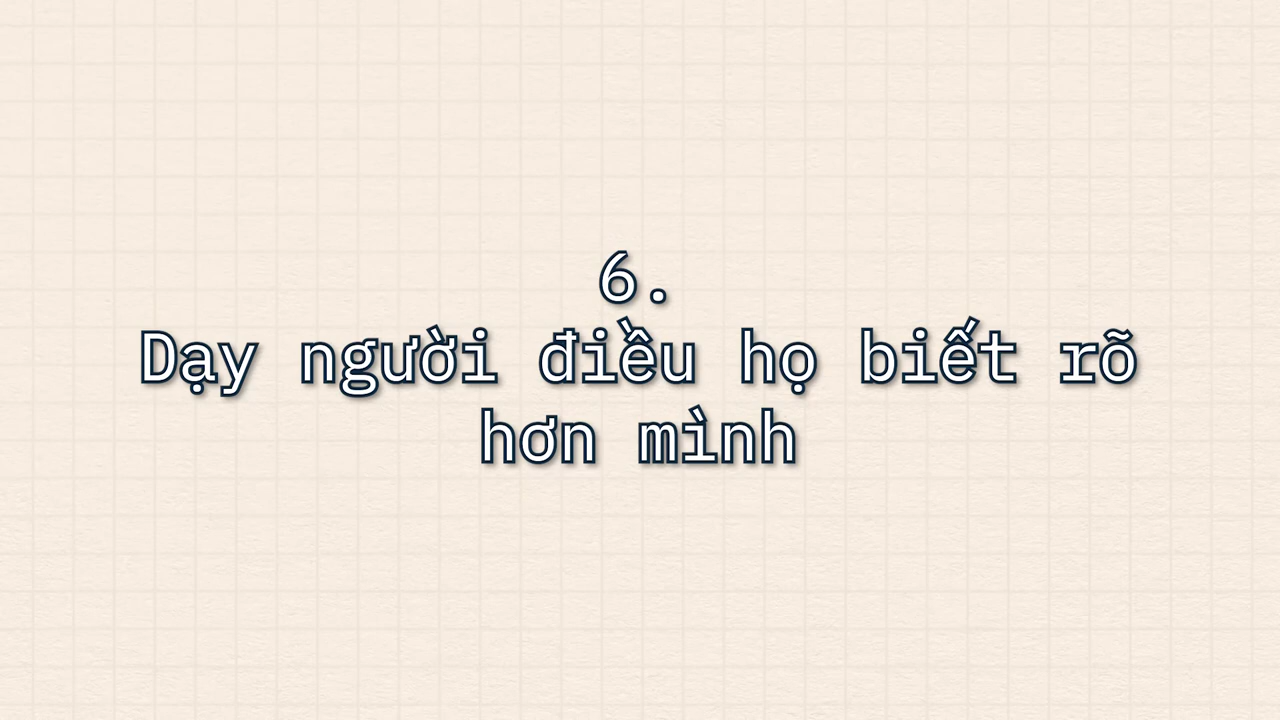 6.
Dạy người điều họ biết rõ
hơn mình